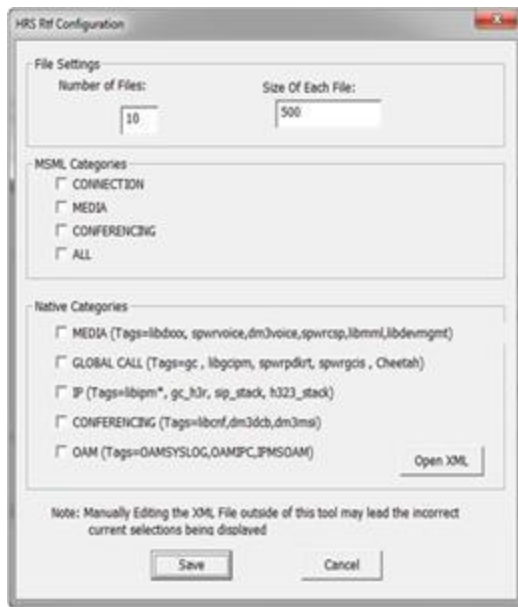 HRS Rtf Configuration
File Settings
Number of Files:
Size Of Each File:
10
500
MSML Categories
CONNECTION
MEDIA
CONFERENCING
ALL
Native Categories
MEDIA (Tags=libdxxx, spwrvoice,dm3voice,spwrcsp,libmml,libdevmgmt)
GLOBAL CALL (Tags=gc , libgcipm, spwrpdkrt, spwrgcis , Cheetah)
IP (Tags=libipm*, gc_h3r, sip_stack, h323_stack)
CONFERENCING (Tags=libcnf,dm3dcb,dm3msi)
OAM (Tags=OAMSYSLOG,OAMIPC,IPMSOAM)
Open XML
Note: Manually Editing the XML File outside of this tool may lead the incorrect
current selections being displayed
Save
Cancel